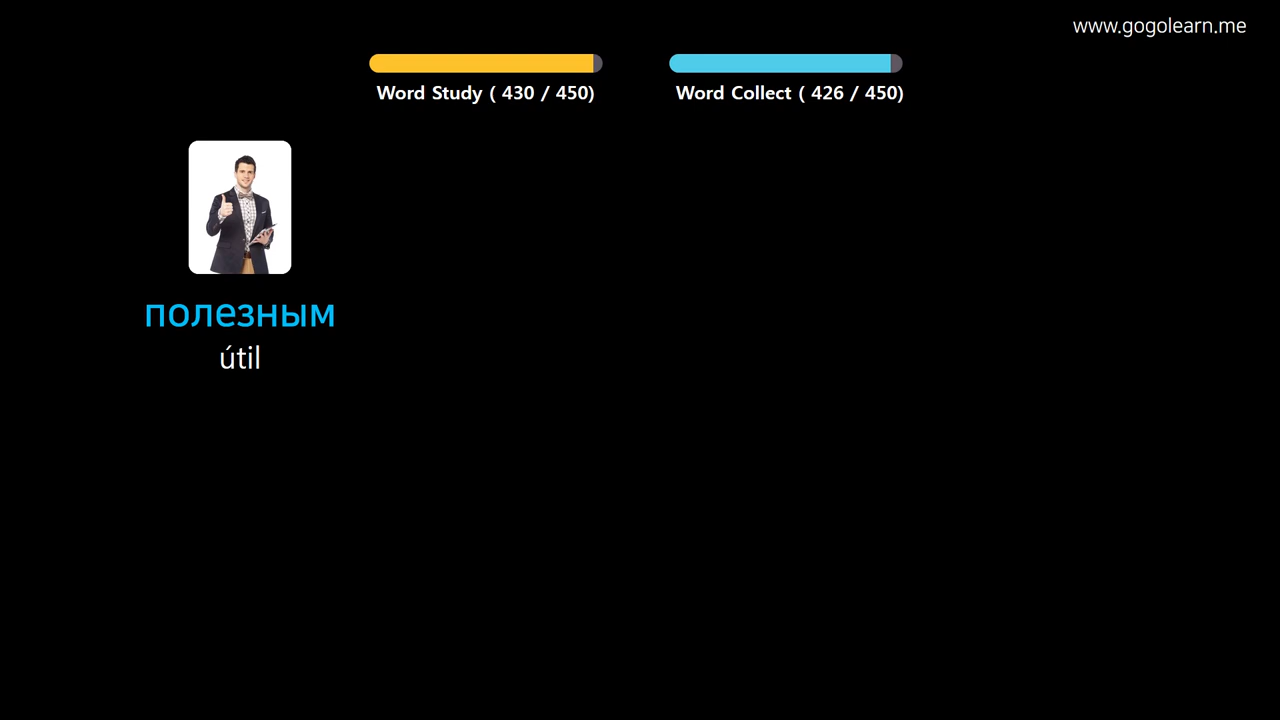 www.gogolearn.me
Word Study ( 430 / 450)
Word Collect ( 426 / 450)
полезным
útil